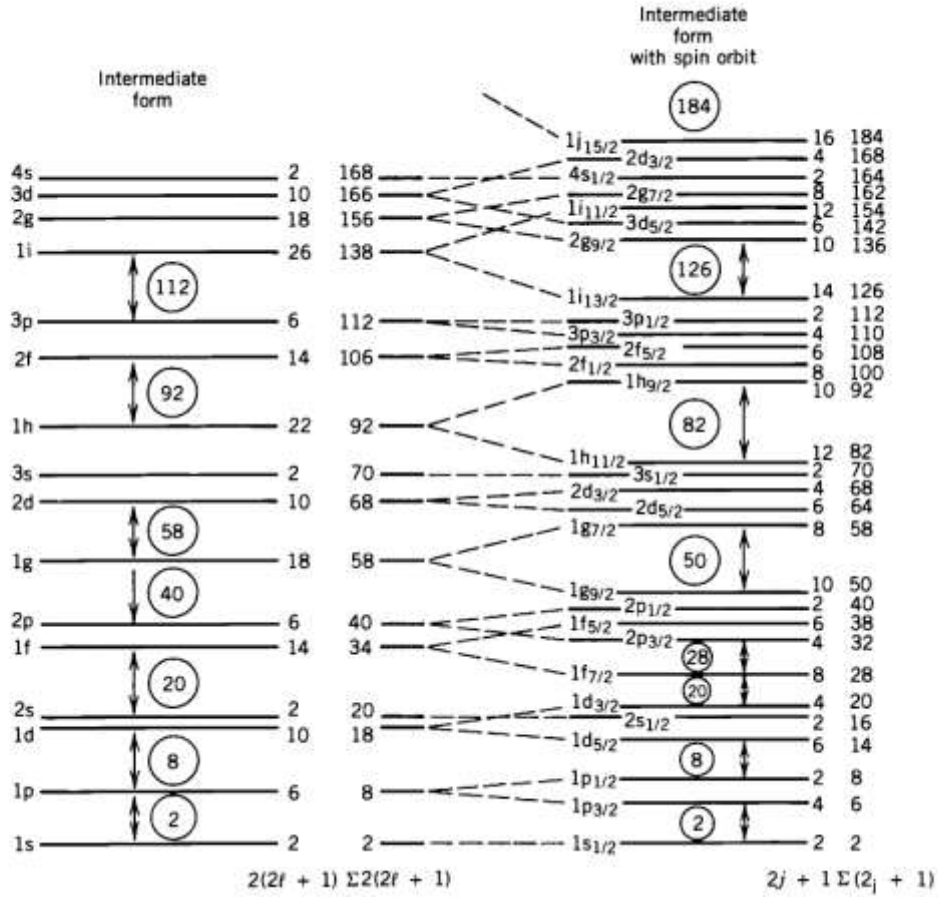 Intermediate
form
4s 2 168
3d 10 166
2g 18 156
1i 26 138
112
3p 6 112
2f 14 106
92
1h 22 92
3s 2 70
2d 10 68
58
1g 18 58
40
2p 6 40
1f 14 34
20
2s 2 20
1d 10 18
8
1p 6 8
2
1s 2 2
2(2ℓ + 1) Σ2(2ℓ + 1)
Intermediate
form
with spin orbit
184
1j15/2 16 184
2d3/2 4 168
4s1/2 2 164
2g7/2 8 162
1i11/2 12 154
3d5/2 6 142
2g9/2 10 136
126
1i13/2 14 126
3p1/2 2 112
3p3/2 4 110
2f5/2 6 108
2f1/2 8 100
1h9/2 10 92
82
1h11/2 12 82
3s1/2 2 70
2d3/2 4 68
2d5/2 6 64
1g7/2 8 58
50
1g9/2 10 50
2p1/2 2 40
1f5/2 6 38
2p3/2 4 32
28
1f7/2 8 28
20
1d3/2 4 20
2s1/2 2 16
1d5/2 6 14
8
1p1/2 2 8
1p3/2 4 6
2
1s1/2 2 2
2j + 1 Σ(2j + 1)